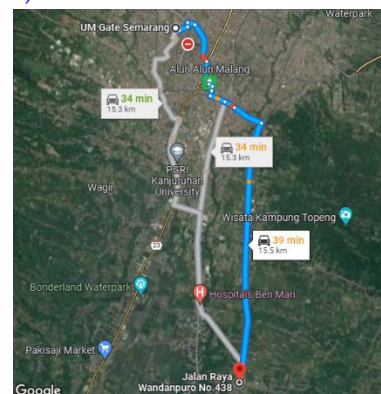 Waterpark
UM Gate Semarang
Alun Alun Malang
34 min
15.3 km
34 min
15.3 km
PGRI
Kanjuruhan
University
Wagir
Wisata Kampung Topeng
39 min
15.5 km
23
Bonderland Waterpark
Hospitals Ben Mari
H
Pakisaji Market
Jalan Raya
Wandanpuro No.438
Google